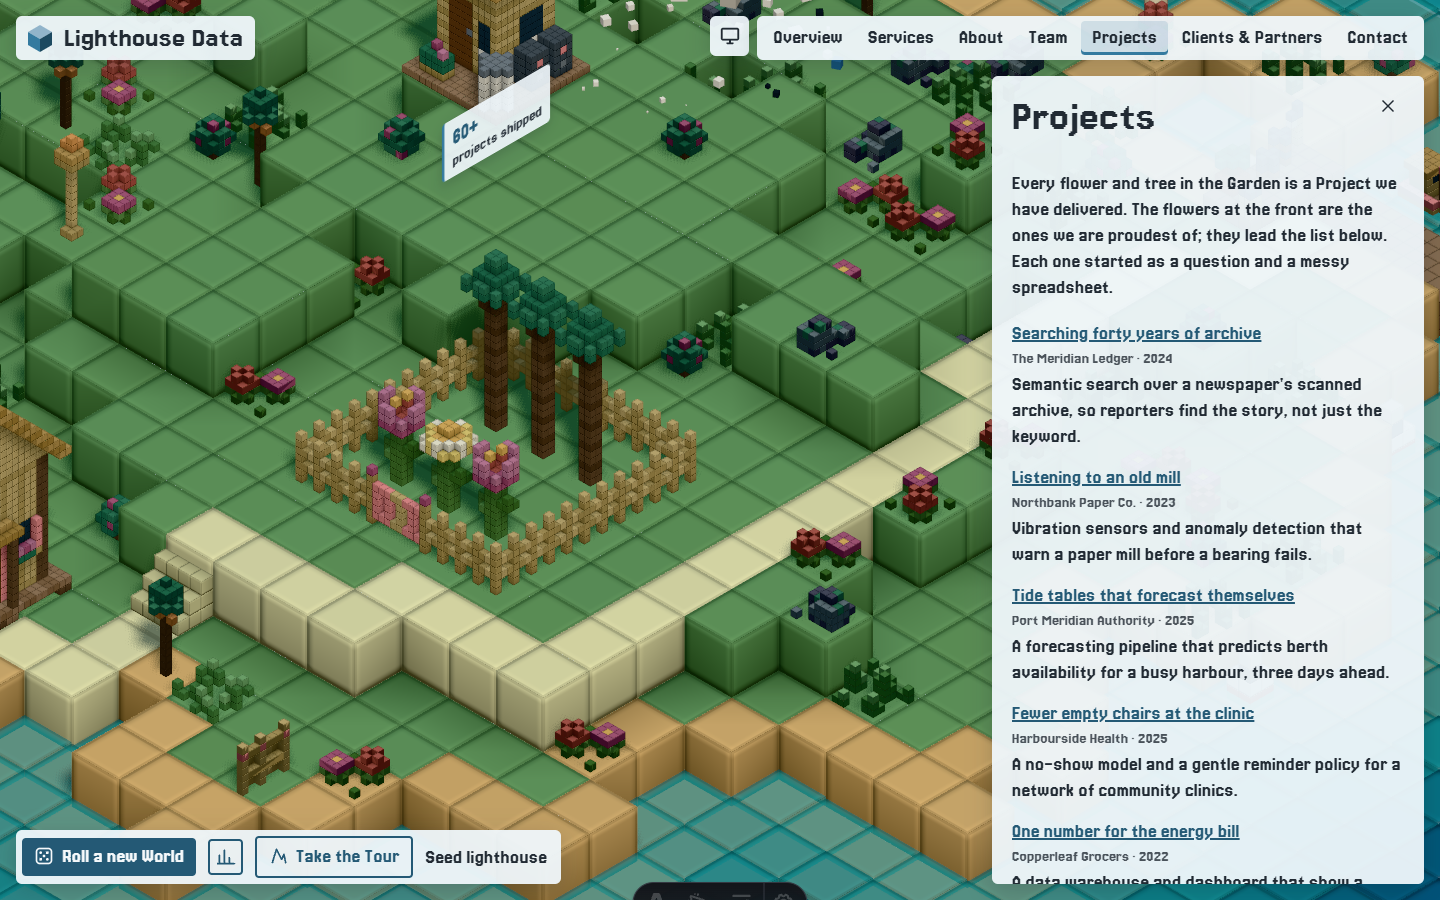 Lighthouse Data
Overview Services About Team Projects Clients & Partners Contact
60+
projects shipped
Projects
Every flower and tree in the Garden is a Project we
have delivered. The flowers at the front are the
ones we are proudest of; they lead the list below.
Each one started as a question and a messy
spreadsheet.
Searching forty years of archive
The Meridian Ledger · 2024
Semantic search over a newspaper's scanned
archive, so reporters find the story, not just the
keyword.
Listening to an old mill
Northbank Paper Co. · 2023
Vibration sensors and anomaly detection that
warn a paper mill before a bearing fails.
Tide tables that forecast themselves
Port Meridian Authority · 2025
A forecasting pipeline that predicts berth
availability for a busy harbour, three days ahead.
Fewer empty chairs at the clinic
Harbourside Health · 2025
A no-show model and a gentle reminder policy for a
network of community clinics.
One number for the energy bill
Copperleaf Grocers · 2022
A data warehouse and dashboard that show a
Roll a new World
Take the Tour
Seed lighthouse